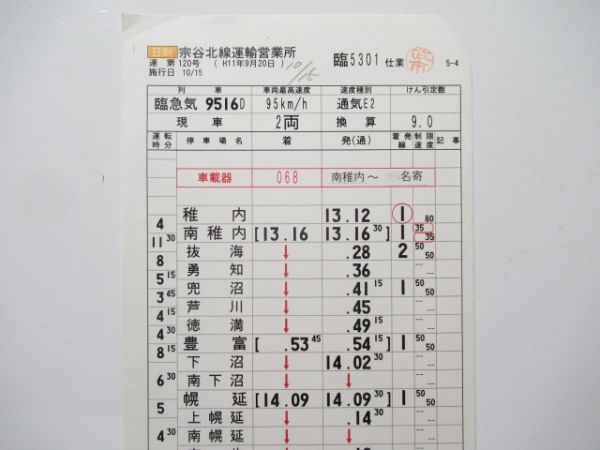 日別 宗谷北線運輸営業所
運 第 120号 ( H11年9月20日 ) 10/15 臨5301 仕業 5-4
施行日 10/15
列 車 車両最高速度 速度種別 けん引定数
臨急気 9516D 95km/h 通気E2
現 車 2両 換 算 9.0
運転時分 停車場名 着 発(通) 着発線 制限速度 記事
車載器 068 南稚内～ 名寄
稚 内 13.12 1 80
4
南 稚 内 [13.16 13.16 30 ] 1 35 35
11 30
抜 海 ↓ .28 2 50 50
8
勇 知 ↓ .36 --
5 15
兜 沼 ↓ .41 15 1 50 50
3 45
芦 川 ↓ .45 --
4 15
徳 満 ↓ .49 15 --
4 30
豊 富 [ .53 45 .54 15 ] 1 50 50
8 15
下 沼 ↓ 14.02 30 --
南 下 沼 ↓ ↓ --
6 30
幌 延 [14.09 14.09 30 ] 1 50 50
5
上 幌 延 ↓ .14 30 --
南 幌 延 ↓ ↓ --
4 30